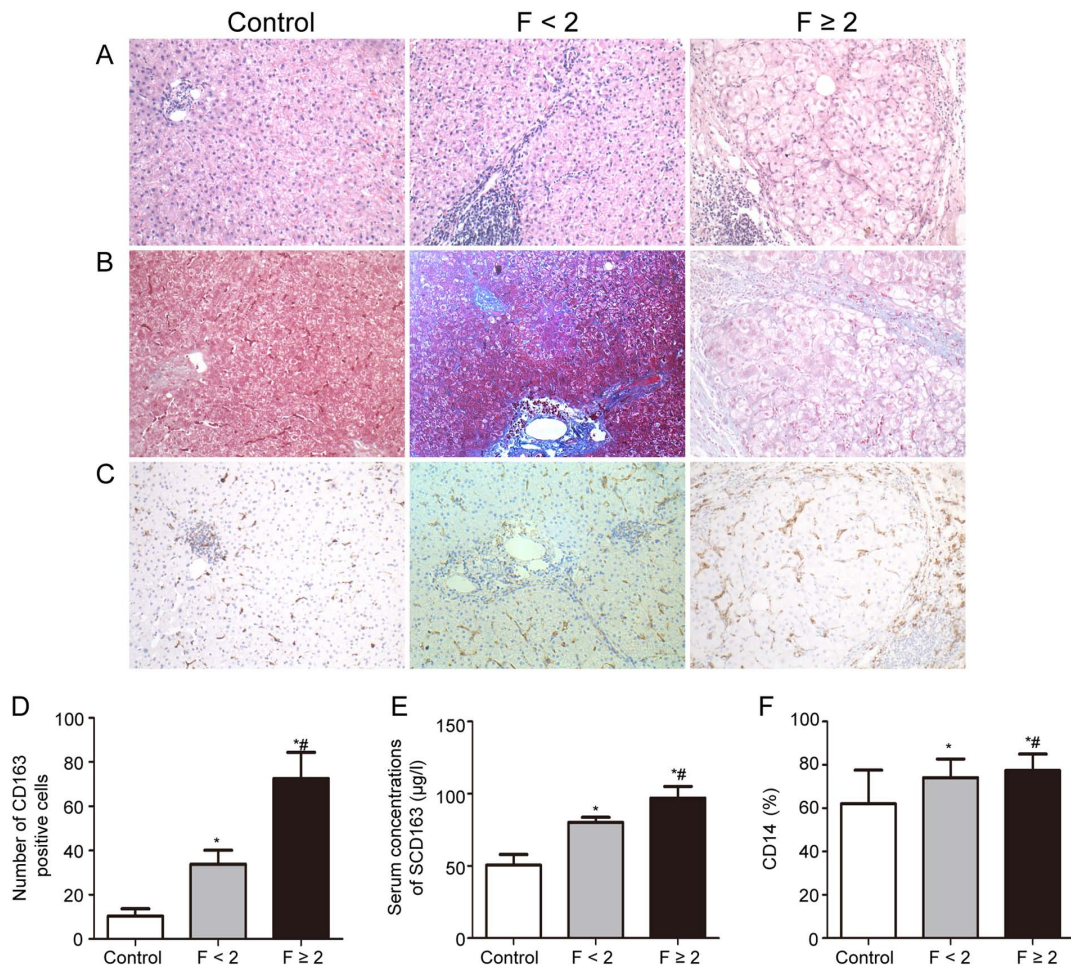 Control F < 2 F ≥ 2
A
B
C
D
Number of CD163
positive cells
100
80
60
40
20
0
*
*#
Control F < 2 F ≥ 2
E
Serum concentrations
of SCD163 (μg/l)
150
100
50
0
*
*#
Control F < 2 F ≥ 2
F
CD14 (%)
100
80
60
40
20
0
*
*#
Control F < 2 F ≥ 2